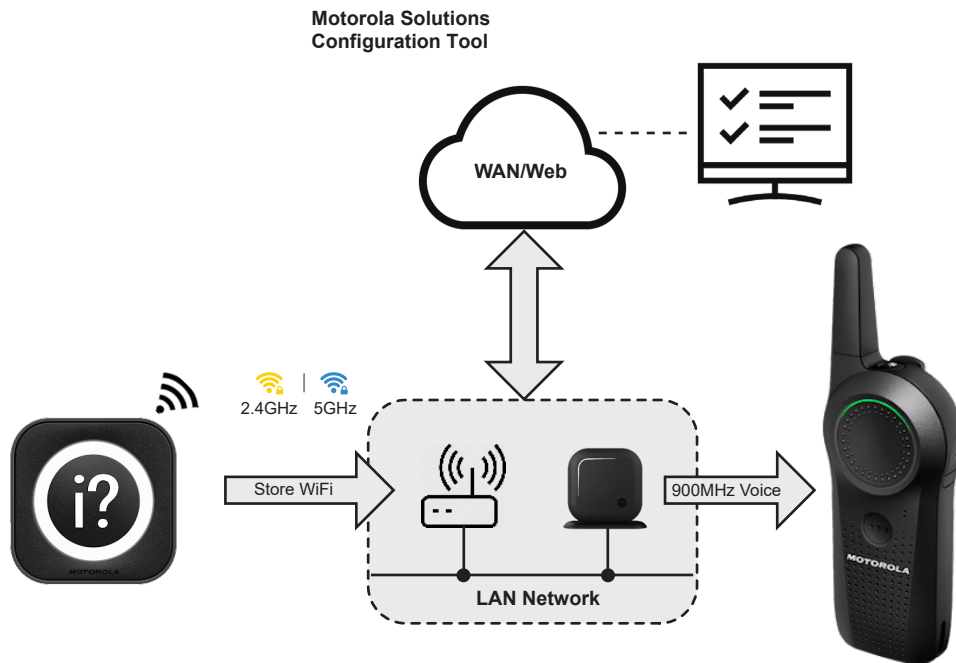 Motorola Solutions
Configuration Tool
WAN/Web
2.4GHz | 5GHz
i?
MOTOROLA
Store WiFi
900MHz Voice
MOTOROLA
LAN Network